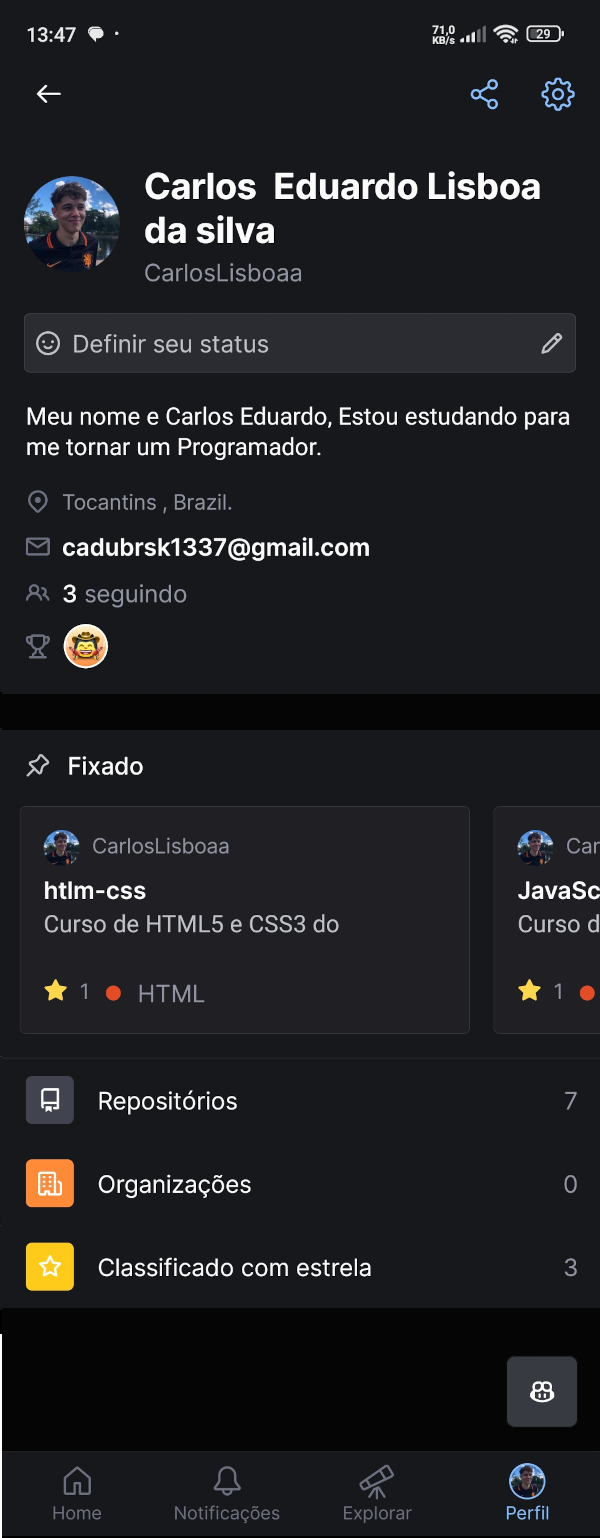 13:47
71,0
KB/s
29
Carlos  Eduardo Lisboa
da silva
CarlosLisboaa
Definir seu status
Meu nome e Carlos Eduardo, Estou estudando para
me tornar um Programador.
Tocantins , Brazil.
cadubrsk1337@gmail.com
3 seguindo
Fixado
CarlosLisboaa
htlm-css
Curso de HTML5 e CSS3 do
1 HTML
Car
JavaSc
Curso d
1
Repositórios 7
Organizações 0
Classificado com estrela 3
Home
Notificações
Explorar
Perfil